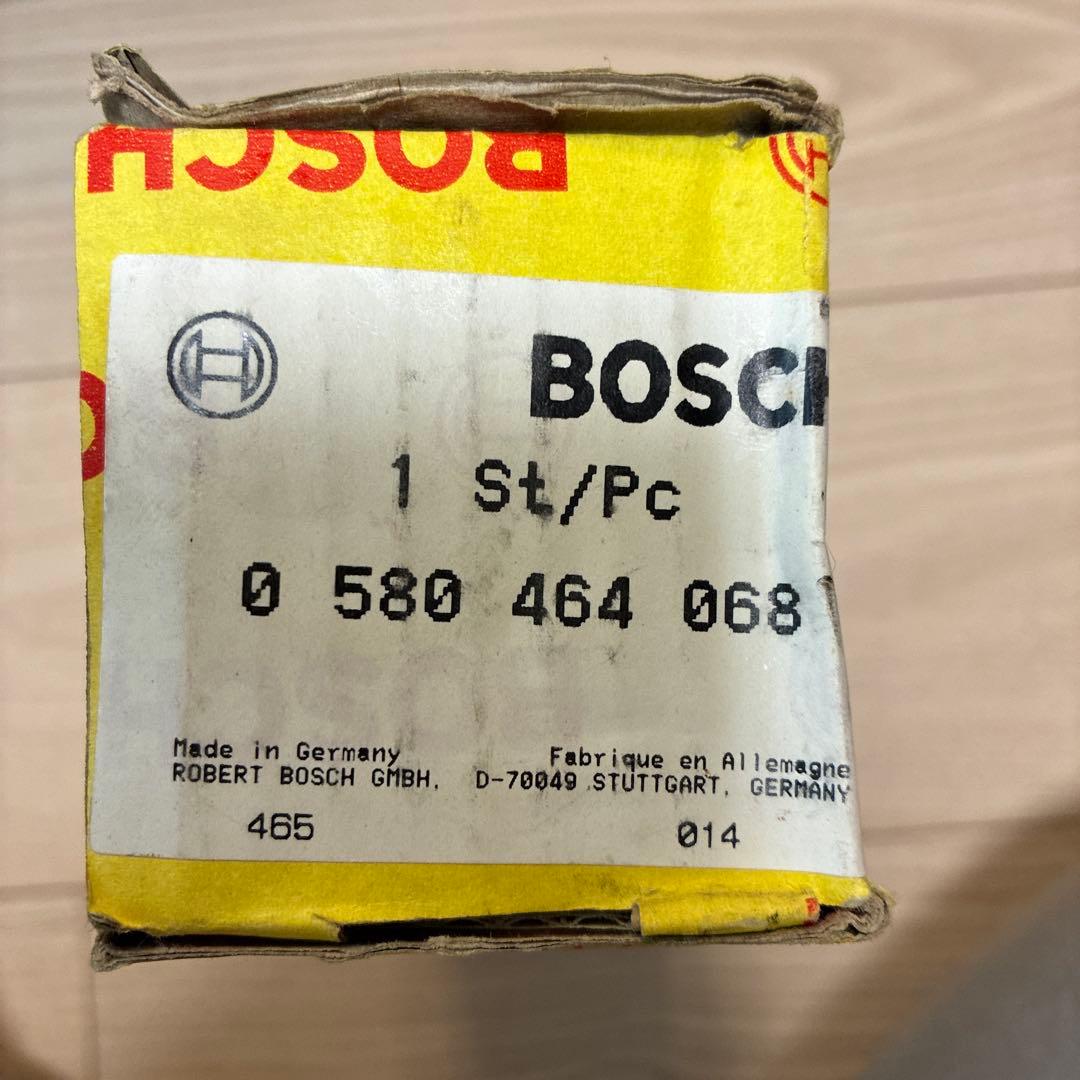 BOSCH
BOSCH
1 St/Pc
0 580 464 068
Made in Germany Fabrique en Allemagne
ROBERT BOSCH GMBH, D-70049 STUTTGART, GERMANY
465 014